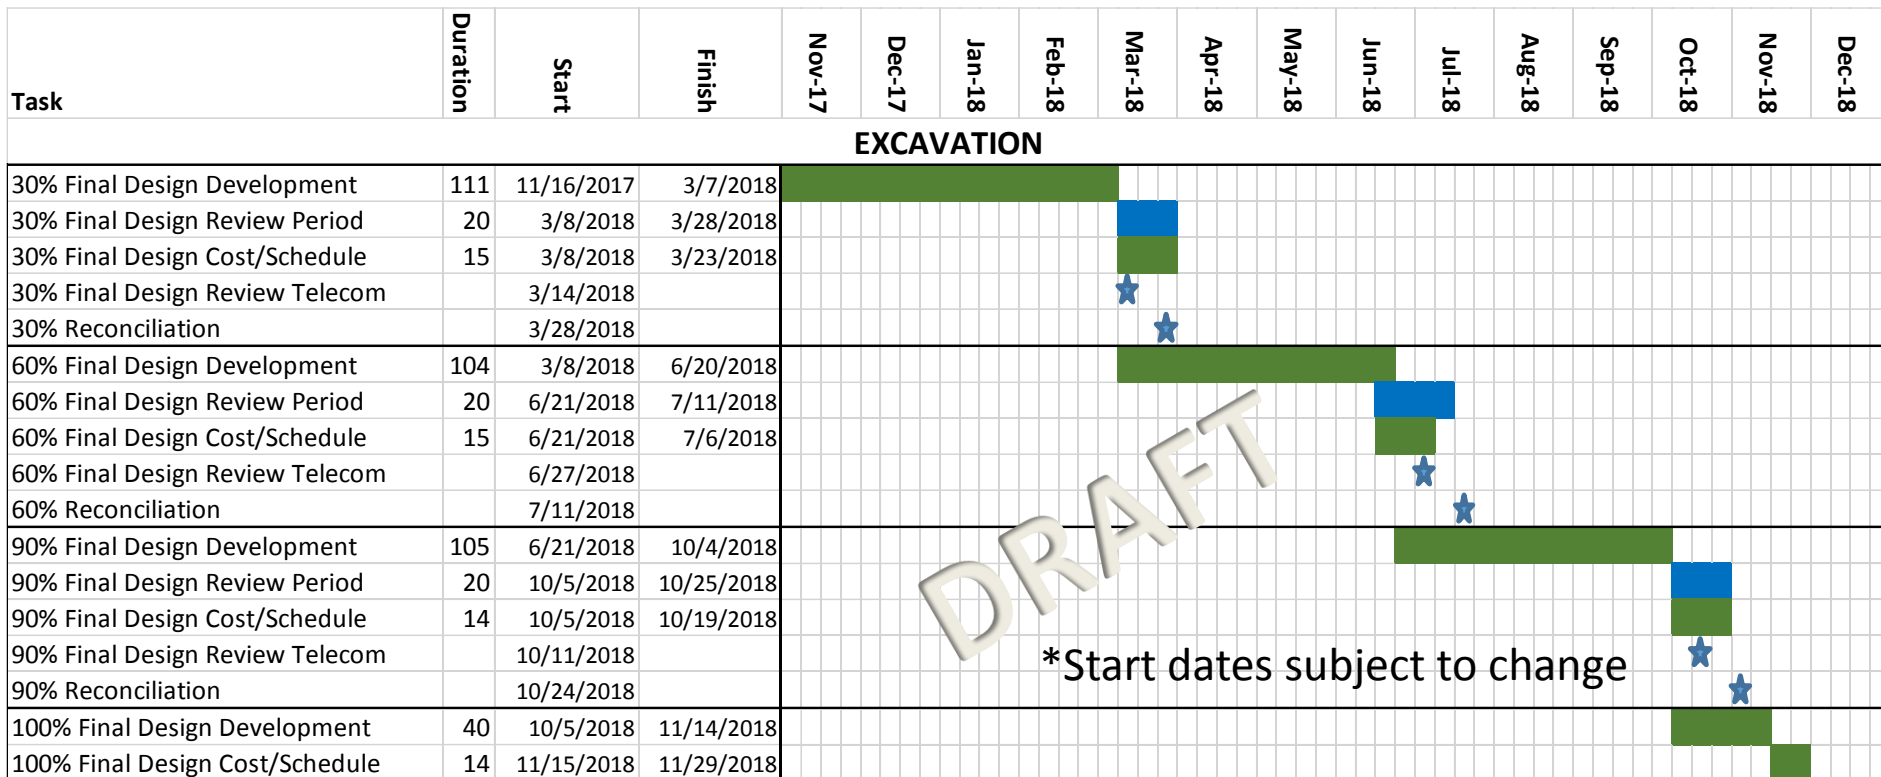 Task Duration Start Finish Nov-17 Dec-17 Jan-18 Feb-18 Mar-18 Apr-18 May-18 Jun-18 Jul-18 Aug-18 Sep-18 Oct-18 Nov-18 Dec-18
EXCAVATION
30% Final Design Development 111 11/16/2017 3/7/2018
30% Final Design Review Period 20 3/8/2018 3/28/2018
30% Final Design Cost/Schedule 15 3/8/2018 3/23/2018
30% Final Design Review Telecom 3/14/2018
30% Reconciliation 3/28/2018
60% Final Design Development 104 3/8/2018 6/20/2018
60% Final Design Review Period 20 6/21/2018 7/11/2018
60% Final Design Cost/Schedule 15 6/21/2018 7/6/2018
60% Final Design Review Telecom 6/27/2018
60% Reconciliation 7/11/2018
90% Final Design Development 105 6/21/2018 10/4/2018
90% Final Design Review Period 20 10/5/2018 10/25/2018
90% Final Design Cost/Schedule 14 10/5/2018 10/19/2018
90% Final Design Review Telecom 10/11/2018
90% Reconciliation 10/24/2018
100% Final Design Development 40 10/5/2018 11/14/2018
100% Final Design Cost/Schedule 14 11/15/2018 11/29/2018
DRAFT
*Start dates subject to change